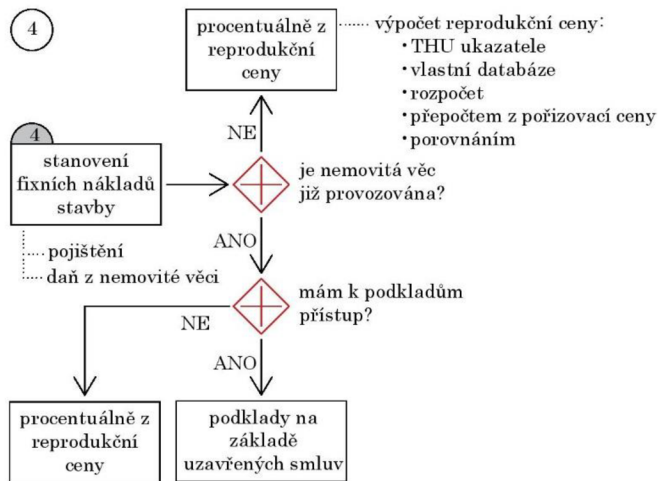 4
procentuálně z
reprodukční
ceny
výpočet reprodukční ceny:
• THU ukazatele
• vlastní databáze
• rozpočet
• přepočtem z pořizovací ceny
• porovnáním
NE
4
stanovení
fixních nákladů
stavby
je nemovitá věc
již provozována?
ANO
pojištění
daň z nemovité věci
mám k podkladům
přístup?
NE
ANO
procentuálně z
reprodukční
ceny
podklady na
základě
uzavřených smluv